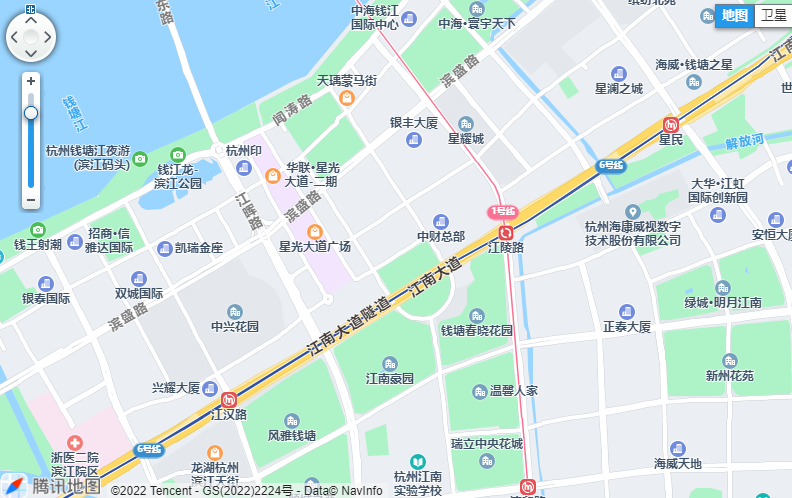 中海钱江
国际中心
中海·寰宇天下
缤纷北苑
地图
卫星
东路
江南
海威·钱塘之星
星澜之城
天瑀蒙马街
滨盛路
闻涛路
钱塘江
银丰大厦
星耀城
星民
解放河
杭州钱塘江夜游
(滨江码头)
杭州印
钱江龙-
滨江公园
华联·星光
大道-二期
6号线
大华·江虹
国际创新园
江晖路
滨盛路
1号线
杭州海康威视数字
技术股份有限公司
钱王射潮
招商·信
雅达国际
凯瑞金座
星光大道广场
中财总部
江陵路
安恒大厦
银泰国际
双城国际
江南大道
滨盛路
中兴花园
江南大道隧道
钱塘春晓花园
正泰大厦
绿城·明月江南
兴耀大厦
江南豪园
温馨人家
新州花苑
江汉路
风雅钱塘
6号线
浙医二院
滨江院区
龙湖杭州
滨江天街
瑞立中央花城
杭州江南
实验学校
海威天地
腾讯地图
©2022 Tencent - GS(2022)2224号 - Data© NavInfo